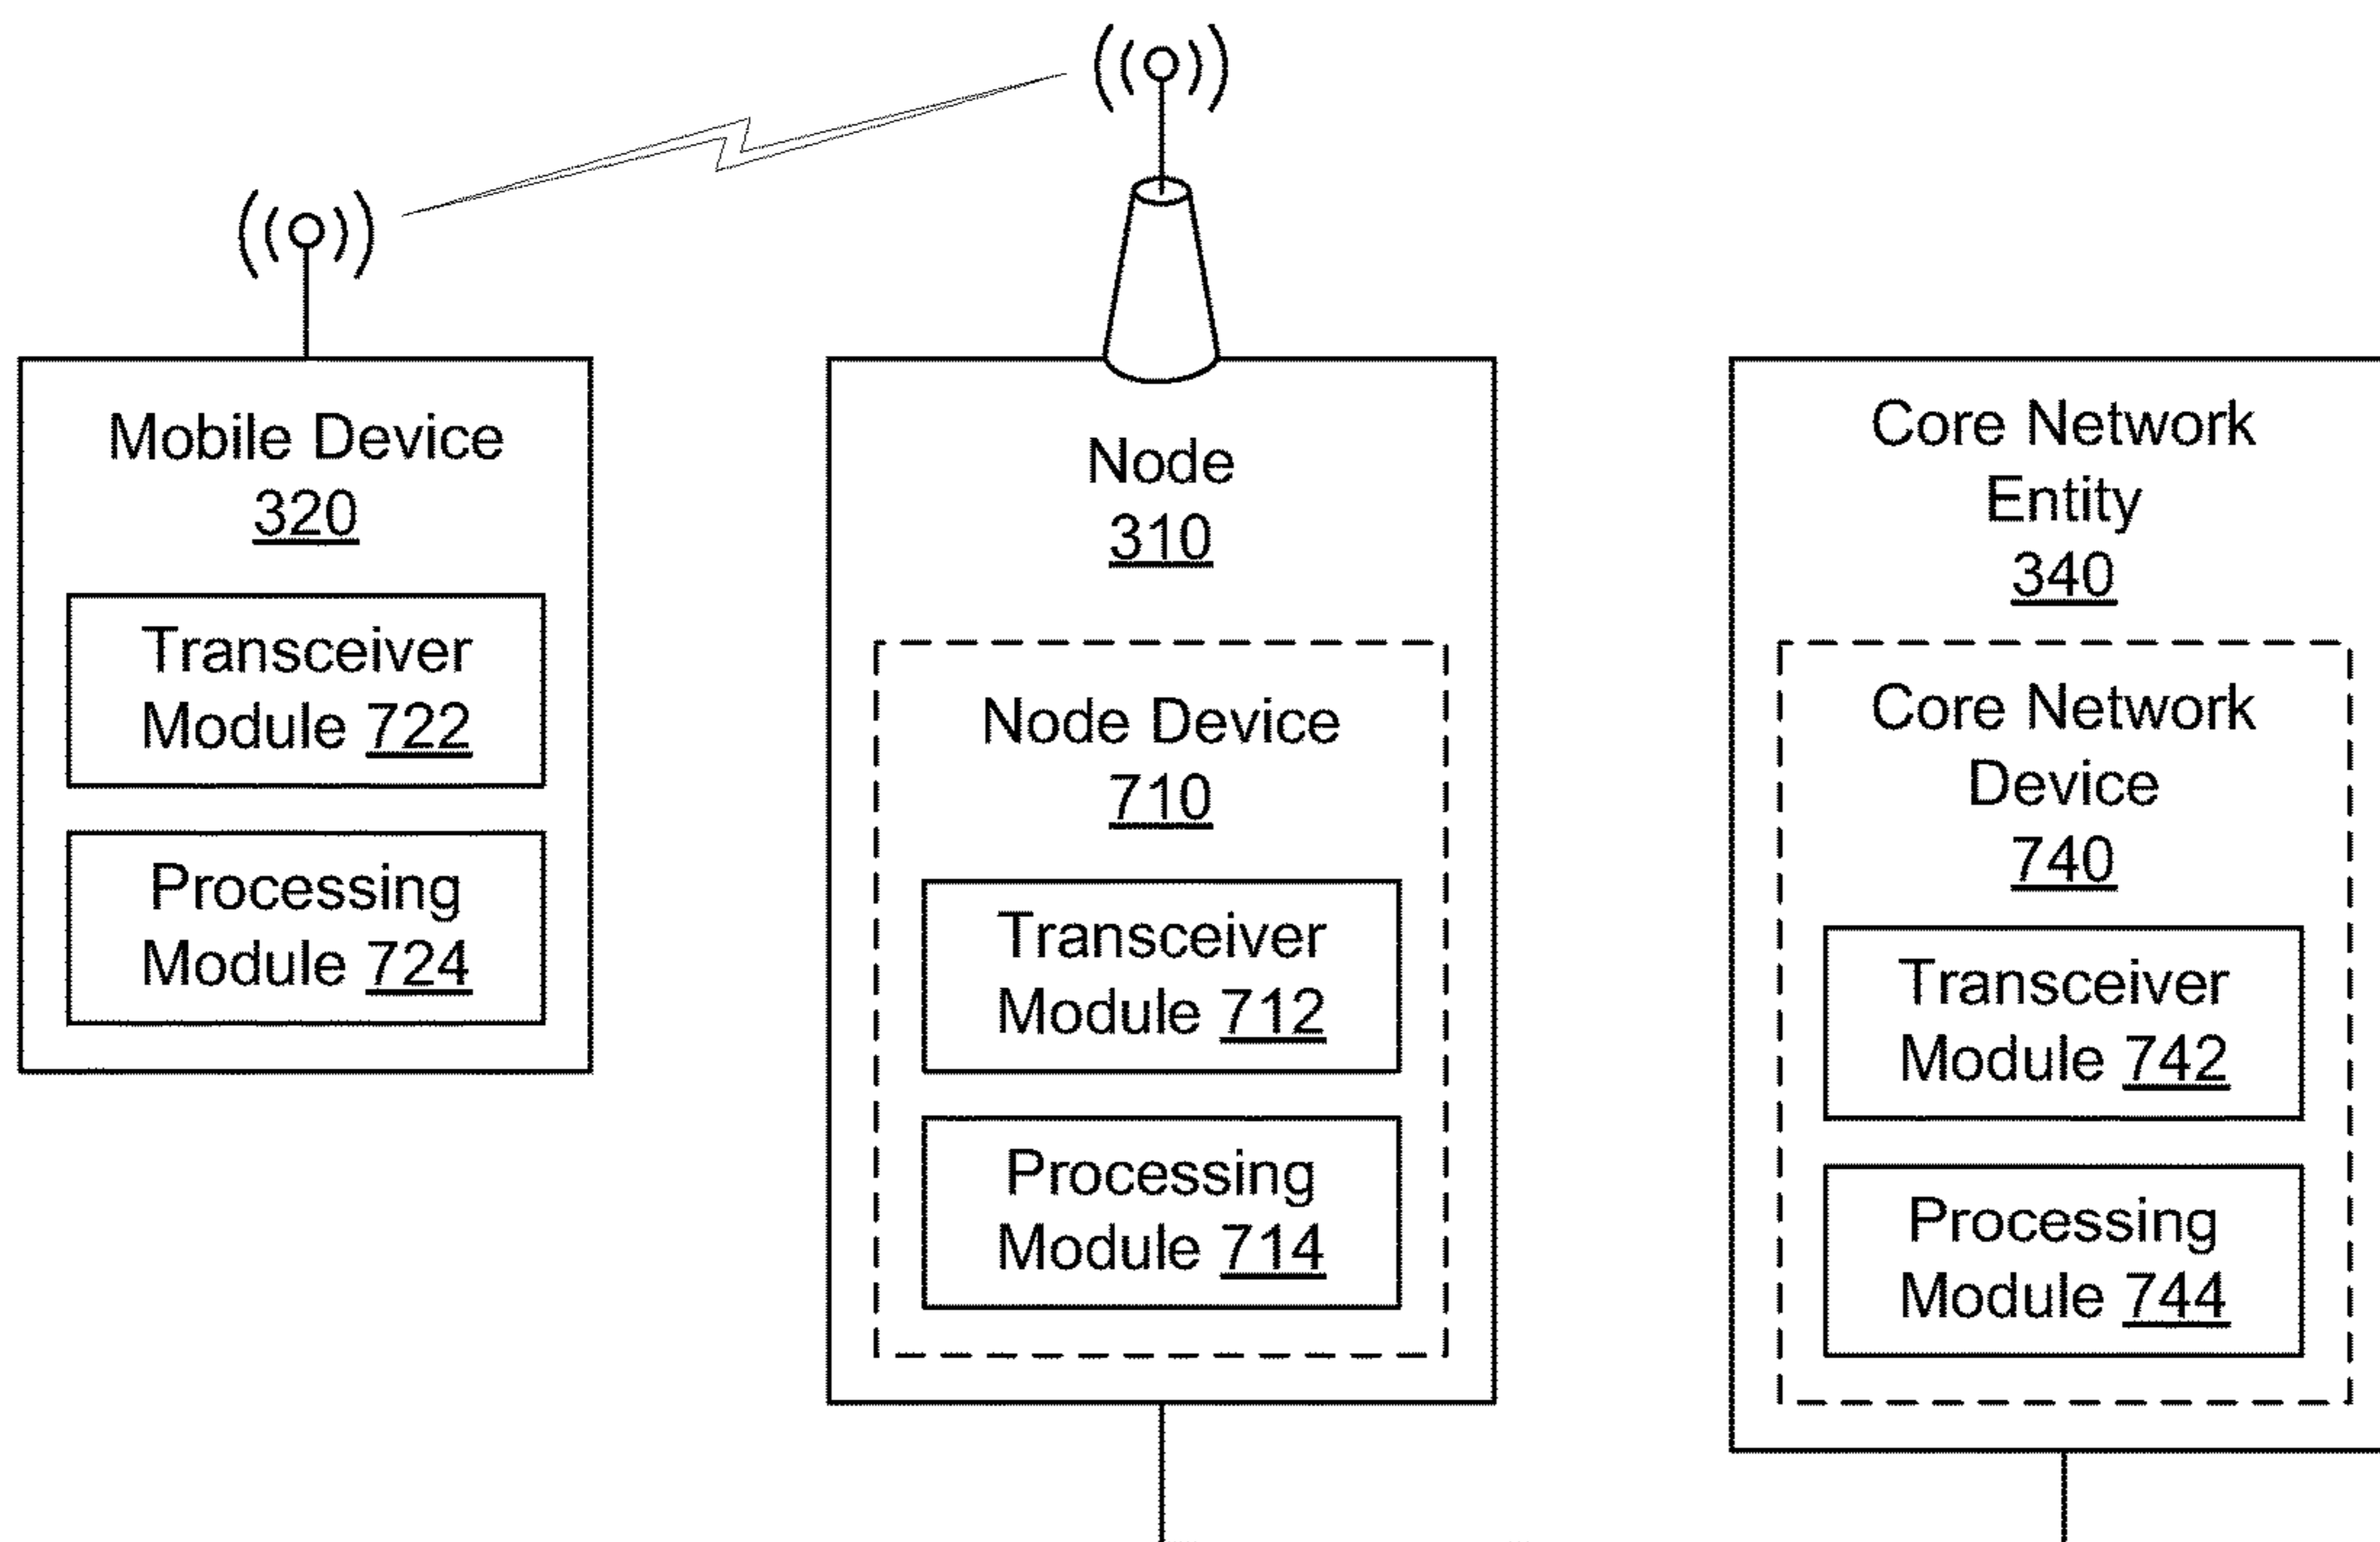 Mobile Device
320
Transceiver
Module 722
Processing
Module 724
Node
310
Node Device
710
Transceiver
Module 712
Processing
Module 714
Core Network
Entity
340
Core Network
Device
740
Transceiver
Module 742
Processing
Module 744